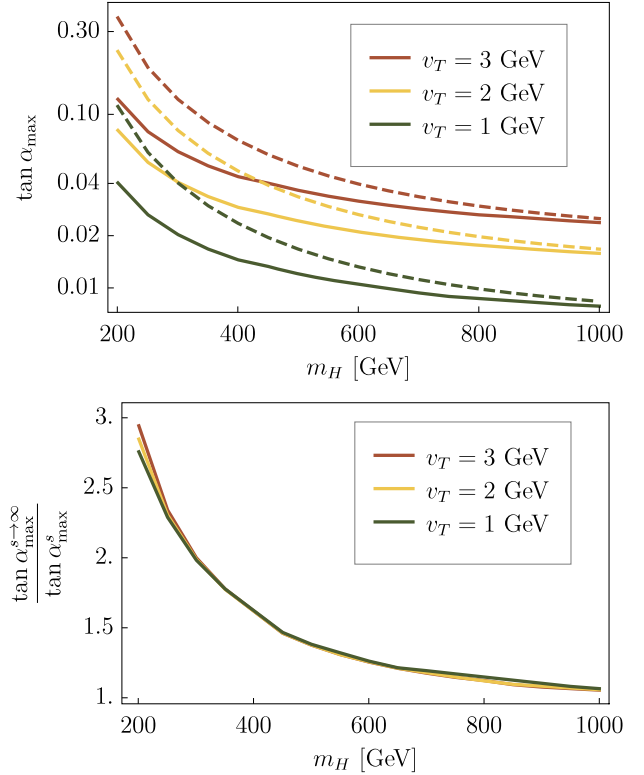 0.30
0.10
0.04
0.02
0.01
tan α_max
v_T = 3 GeV
v_T = 2 GeV
v_T = 1 GeV
200 400 600 800 1000
m_H [GeV]
3.
2.5
2.0
1.5
1.
tan α_max^{s→∞}
tan α_max^s
v_T = 3 GeV
v_T = 2 GeV
v_T = 1 GeV
200 400 600 800 1000
m_H [GeV]